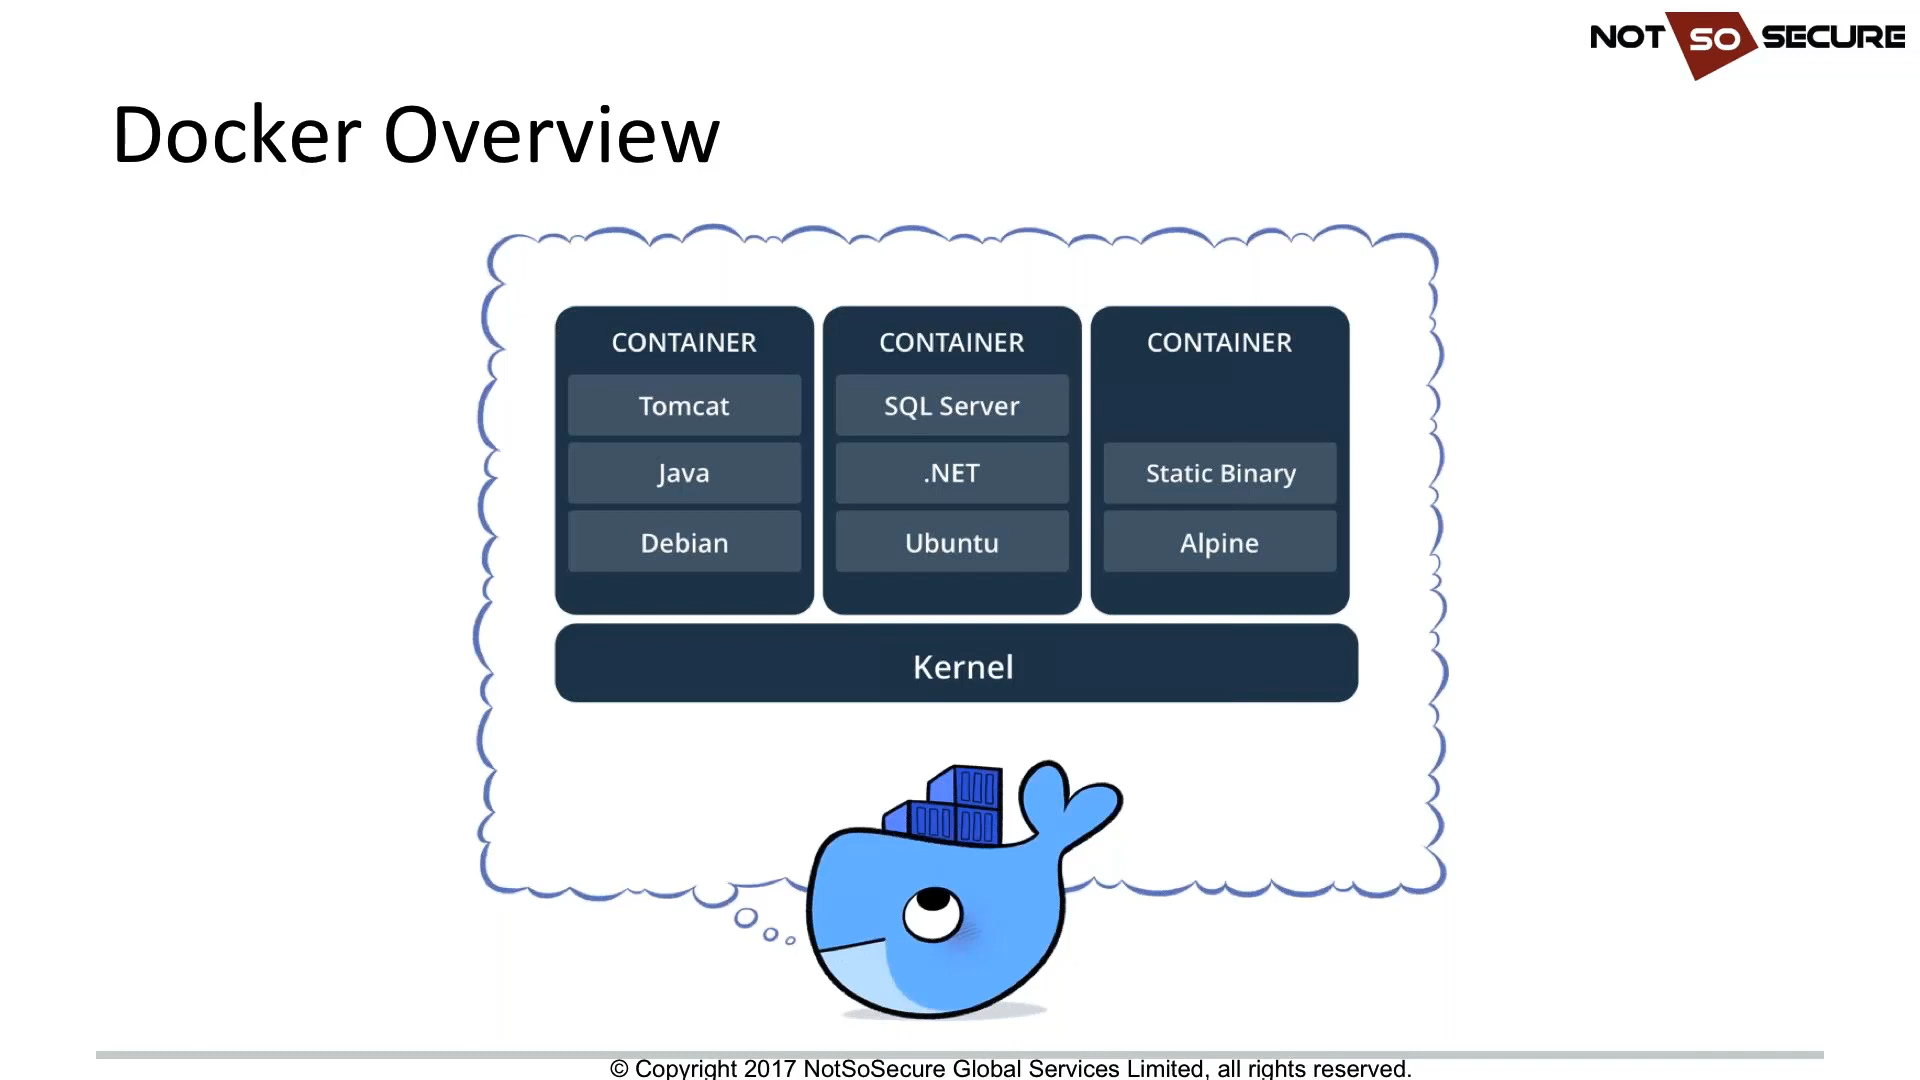 NOT SO SECURE
Docker Overview
CONTAINER
Tomcat
Java
Debian
CONTAINER
SQL Server
.NET
Ubuntu
CONTAINER
Static Binary
Alpine
Kernel
© Copyright 2017 NotSoSecure Global Services Limited, all rights reserved.